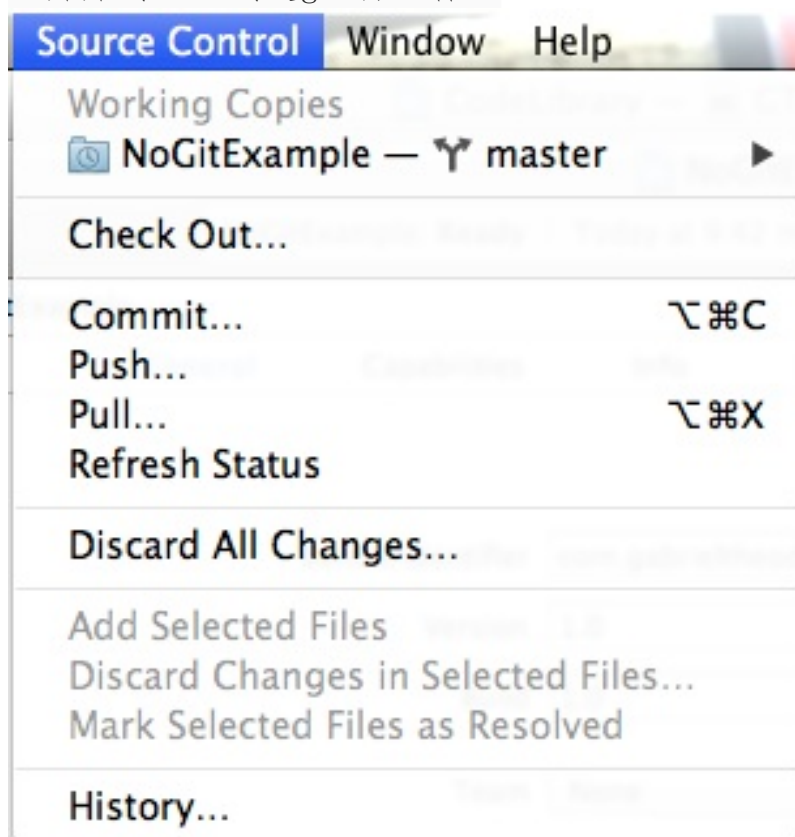 Source Control Window Help
Working Copies
NoGitExample — master
Check Out...
Commit... ⌥⌘C
Push...
Pull... ⌥⌘X
Refresh Status
Discard All Changes...
Add Selected Files
Discard Changes in Selected Files...
Mark Selected Files as Resolved
History...